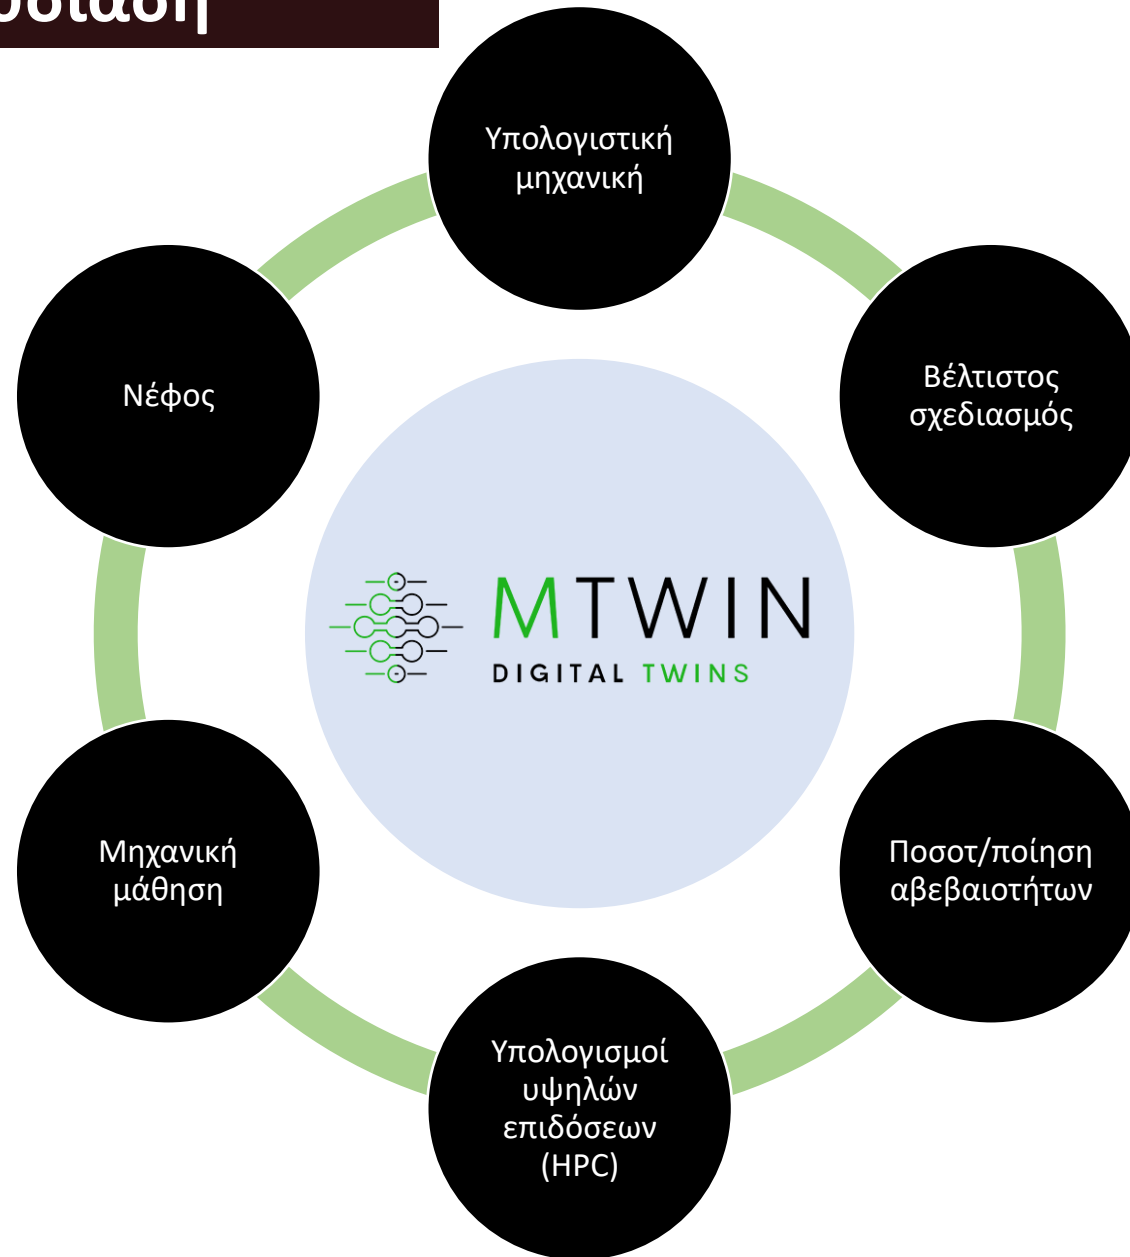 Υπολογιστική
μηχανική
Βέλτιστος
σχεδιασμός
Νέφος
MTWIN
DIGITAL TWINS
Μηχανική
μάθηση
Ποσοτ/ποίηση
αβεβαιοτήτων
Υπολογισμοί
υψηλών
επιδόσεων
(HPC)